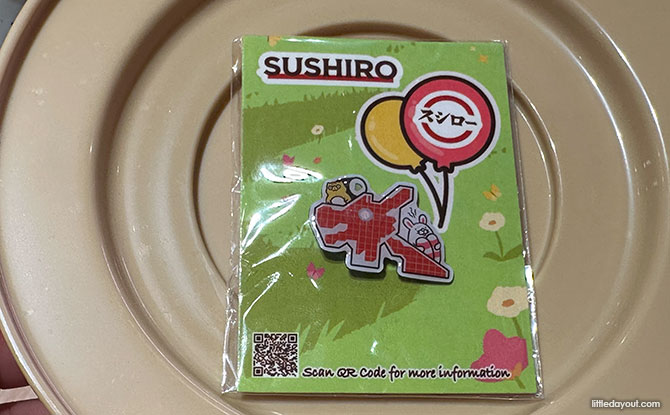 SUSHIRO
スシロー
Scan QR Code for more information
littledayout.com